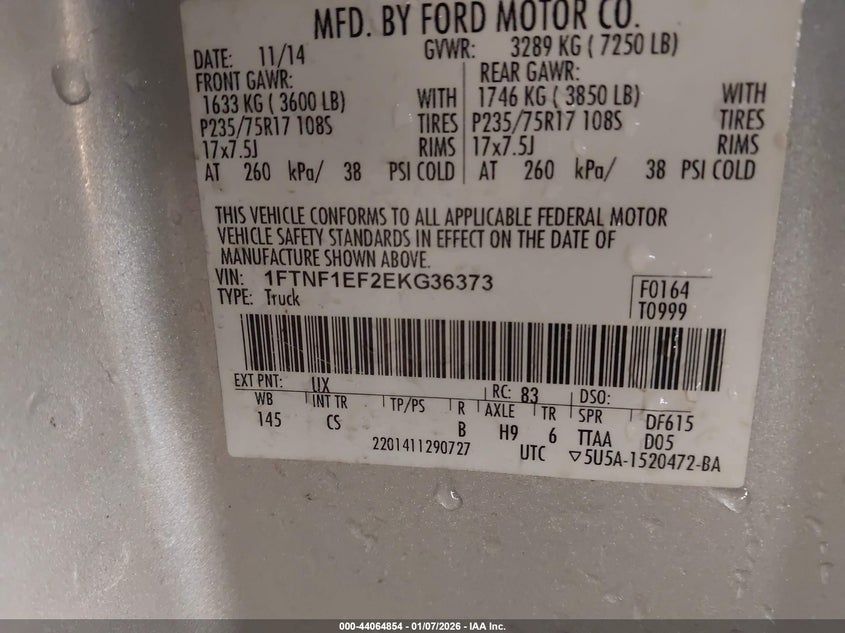 MFD. BY FORD MOTOR CO.
DATE: 11/14 GVWR: 3289 KG ( 7250 LB)
FRONT GAWR: REAR GAWR:
1633 KG ( 3600 LB) WITH 1746 KG ( 3850 LB) WITH
P235/75R17 108S TIRES P235/75R17 108S TIRES
17x7.5J RIMS 17x7.5J RIMS
AT 260 kPa/ 38 PSI COLD AT 260 kPa/ 38 PSI COLD
THIS VEHICLE CONFORMS TO ALL APPLICABLE FEDERAL MOTOR
VEHICLE SAFETY STANDARDS IN EFFECT ON THE DATE OF
MANUFACTURE SHOWN ABOVE.
VIN: 1FTNF1EF2EKG36373 F0164
TYPE: Truck T0999
EXT PNT: UX RC: 83 DSO:
WB INT TR TP/PS R AXLE TR SPR DF615
145 CS B H9 6 TTAA D05
2201411290727 UTC ▽5U5A-1520472-BA
000-44064854 - 01/07/2026 - IAA Inc.